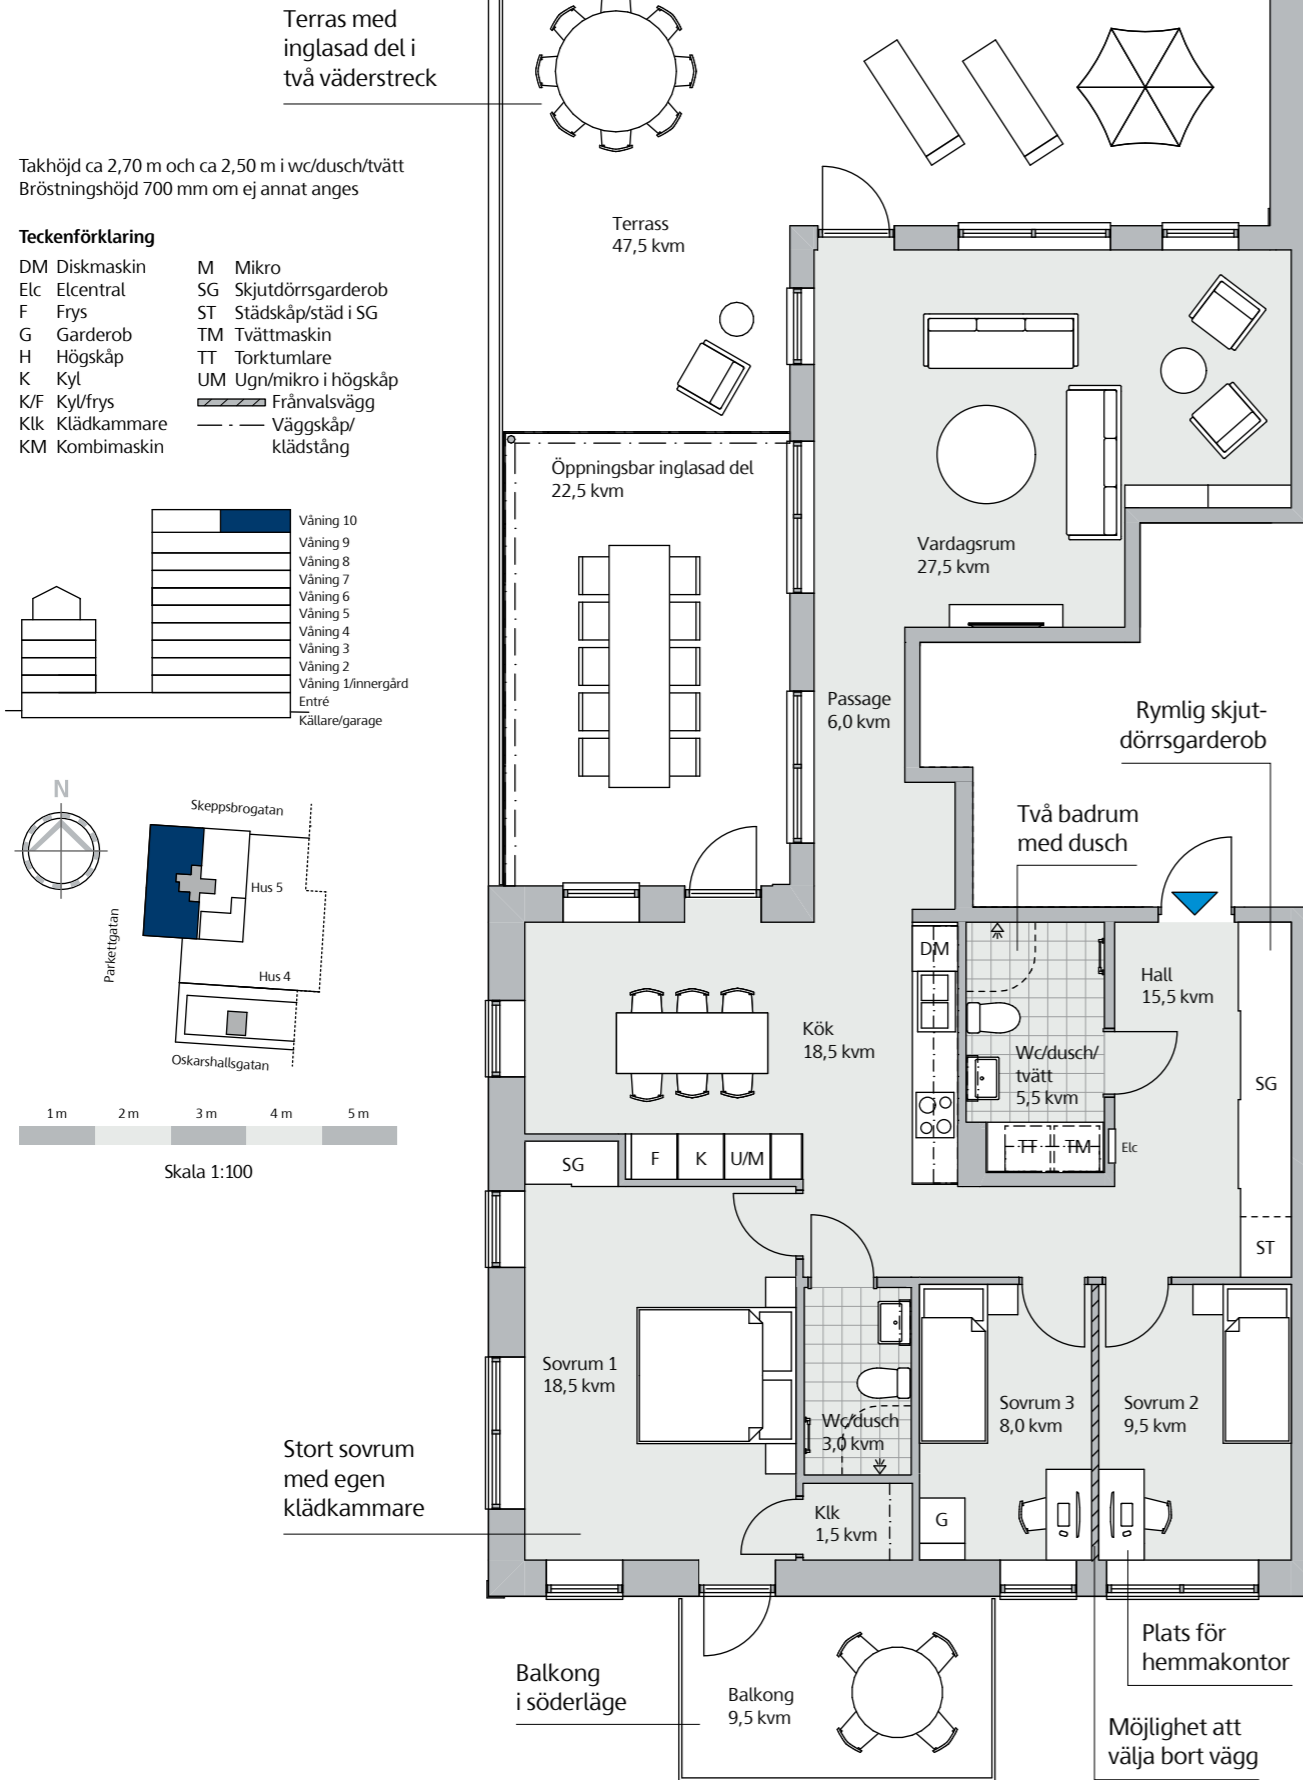 Terras med
inglasad del i
två väderstreck
Takhöjd ca 2,70 m och ca 2,50 m i wc/dusch/tvätt
Bröstningshöjd 700 mm om ej annat anges
Teckenförklaring
DM Diskmaskin
Elc Elcentral
F Frys
G Garderob
H Högskåp
K Kyl
K/F Kyl/frys
Klk Klädkammare
KM Kombimaskin
M Mikro
SG Skjutdörrsgarderob
ST Städskåp/städ i SG
TM Tvättmaskin
TT Torktumlare
UM Ugn/mikro i högskåp
Frånvalsvägg
Väggskåp/
klädstång
Våning 10
Våning 9
Våning 8
Våning 7
Våning 6
Våning 5
Våning 4
Våning 3
Våning 2
Våning 1/innergård
Entré
Källare/garage
N
Skeppsbrogatan
Hus 5
Parkettgatan
Hus 4
Oskarshallsgatan
1 m 2 m 3 m 4 m 5 m
Skala 1:100
Terrass
47,5 kvm
Öppningsbar inglasad del
22,5 kvm
Vardagsrum
27,5 kvm
Passage
6,0 kvm
Rymlig skjut-
dörrsgarderob
Två badrum
med dusch
DM
Hall
15,5 kvm
Kök
18,5 kvm
Wc/dusch/
tvätt
5,5 kvm
SG
TT TM
Elc
SG
F K U/M
ST
Sovrum 1
18,5 kvm
Wc/dusch
3,0 kvm
Sovrum 3
8,0 kvm
Sovrum 2
9,5 kvm
Stort sovrum
med egen
klädkammare
Klk
1,5 kvm
G
Balkong
i söderläge
Balkong
9,5 kvm
Plats för
hemmakontor
Möjlighet att
välja bort vägg